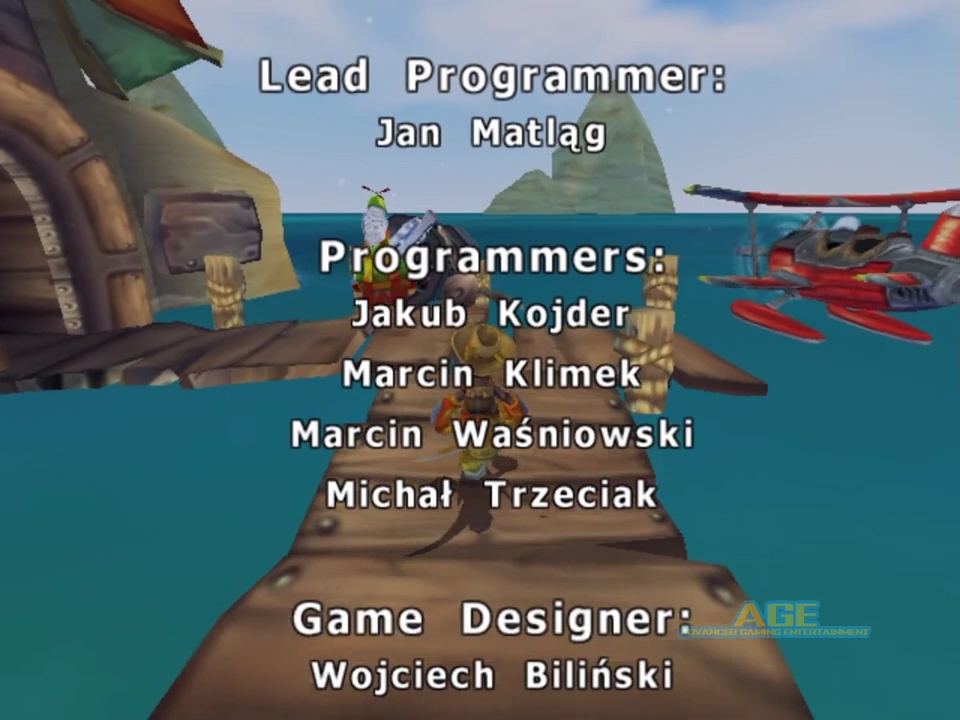 Lead Programmer:
Jan Matląg
Programmers:
Jakub Kojder
Marcin Klimek
Marcin Waśniowski
Michał Trzeciak
Game Designer:
AGE
ADVANCED GAMING ENTERTAINMENT
Wojciech Biliński